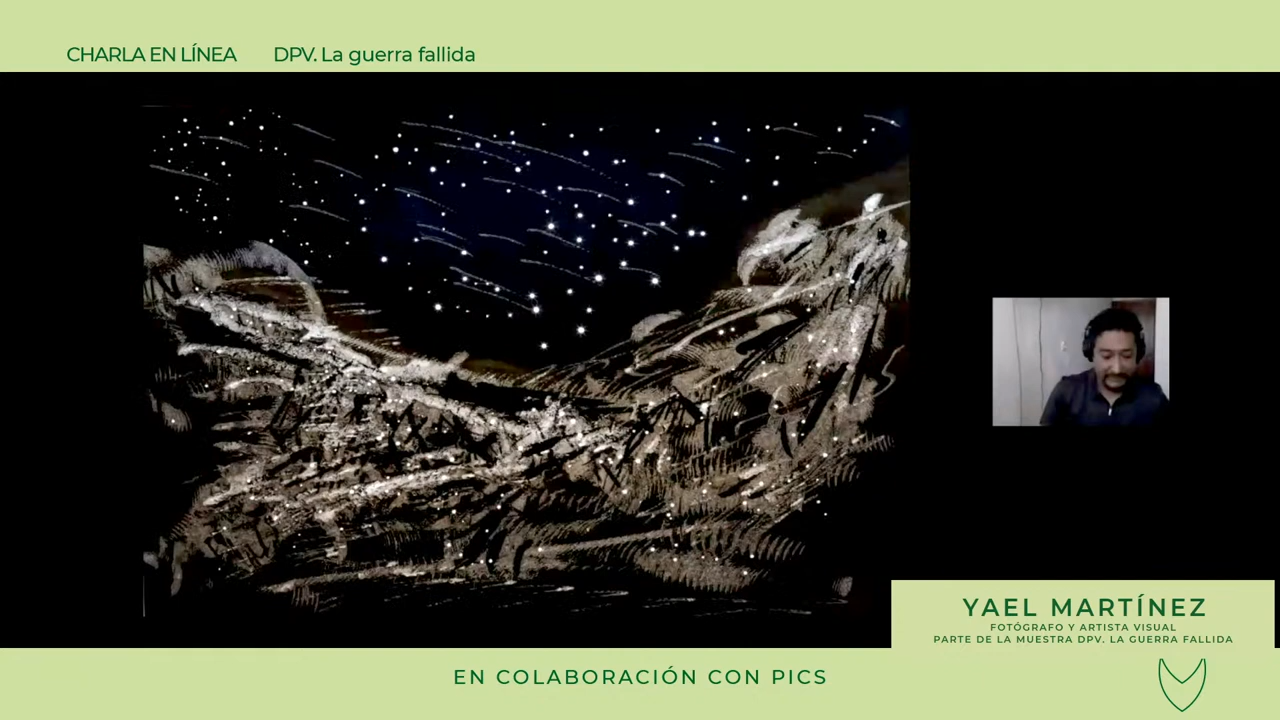 CHARLA EN LÍNEA DPV. La guerra fallida
YAEL MARTÍNEZ
FOTÓGRAFO Y ARTISTA VISUAL
PARTE DE LA MUESTRA DPV. LA GUERRA FALLIDA
EN COLABORACIÓN CON PICS